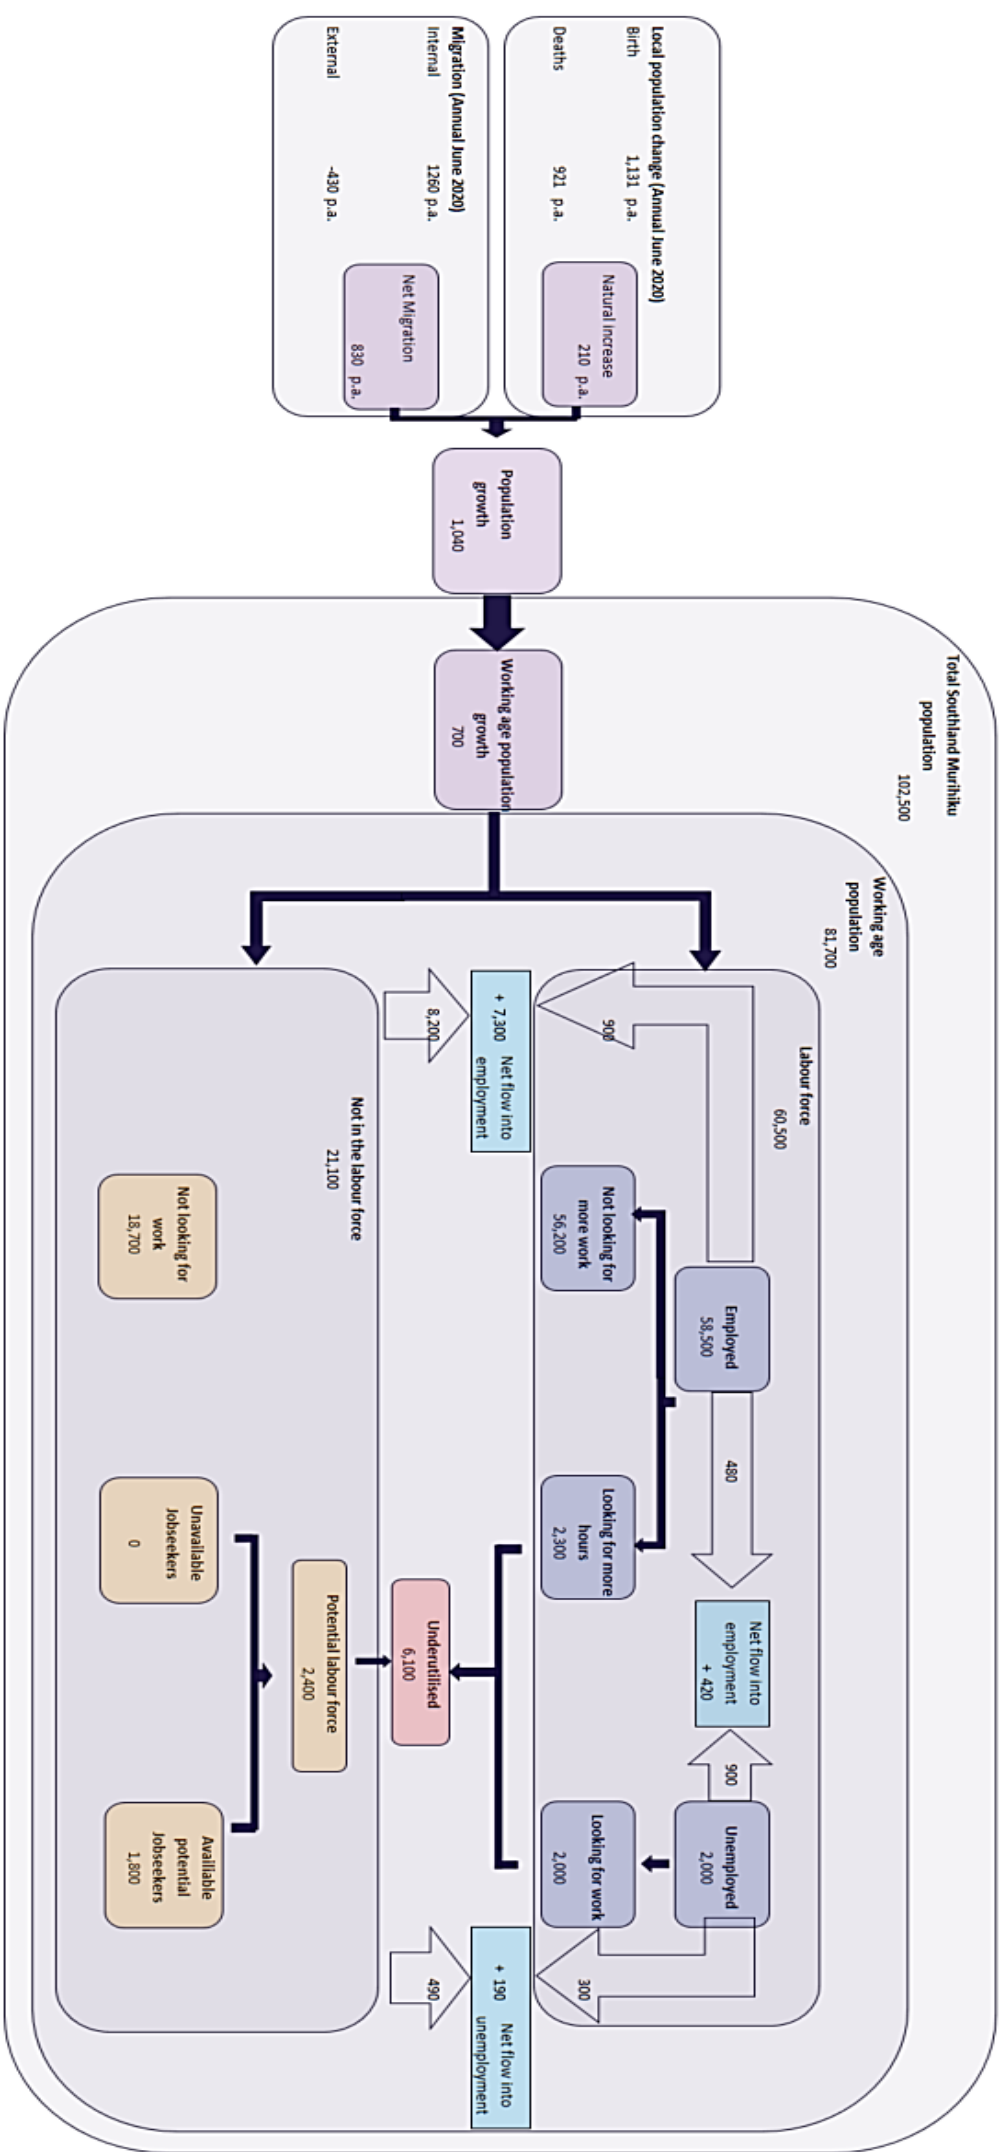 Total Southland Murihiku
population
102,500
Working age
population
81,700
Local population change (Annual June 2020)
Birth 1,131 p.a.
Deaths 921 p.a.
Natural increase
210 p.a.
Migration (Annual June 2020)
Internal 1260 p.a.
External -430 p.a.
Net Migration
830 p.a.
Population
growth
1,040
Working age population
growth
700
Labour force
60,500
Employed
58,500
480
Net flow into
employment
+ 420
900
Unemployed
2,000
900
Not looking for
more work
56,200
Looking for more
hours
2,300
Looking for work
2,000
300
+ 7,300 Net flow into
employment
8,200
Underutilised
6,100
+ 190 Net flow into
unemployment
490
Not in the labour force
21,100
Potential labour force
2,400
Not looking for
work
18,700
Unavailable
Jobseekers
0
Availiable
potential
Jobseekers
1,800